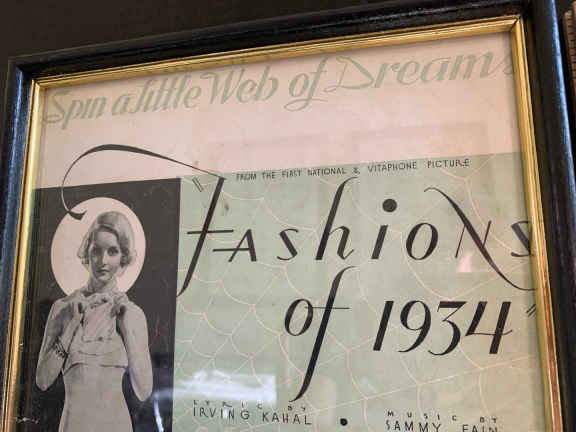 Spin a little Web of Dreams
FROM THE FIRST NATIONAL & VITAPHONE PICTURE
"FASHIONS
of 1934"
LYRIC BY
IRVING KAHAL
MUSIC BY
SAMMY FAIN